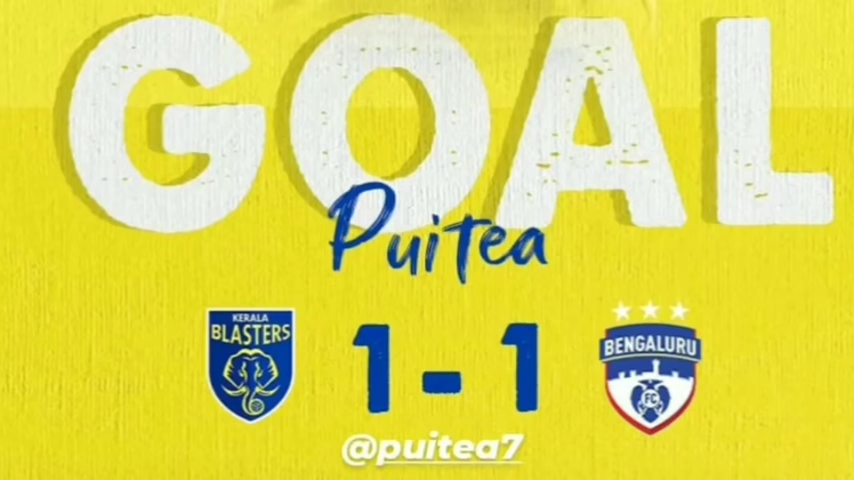 GOAL
Puitea
KERALA
BLASTERS
1 - 1
BENGALURU
FC
@puitea7